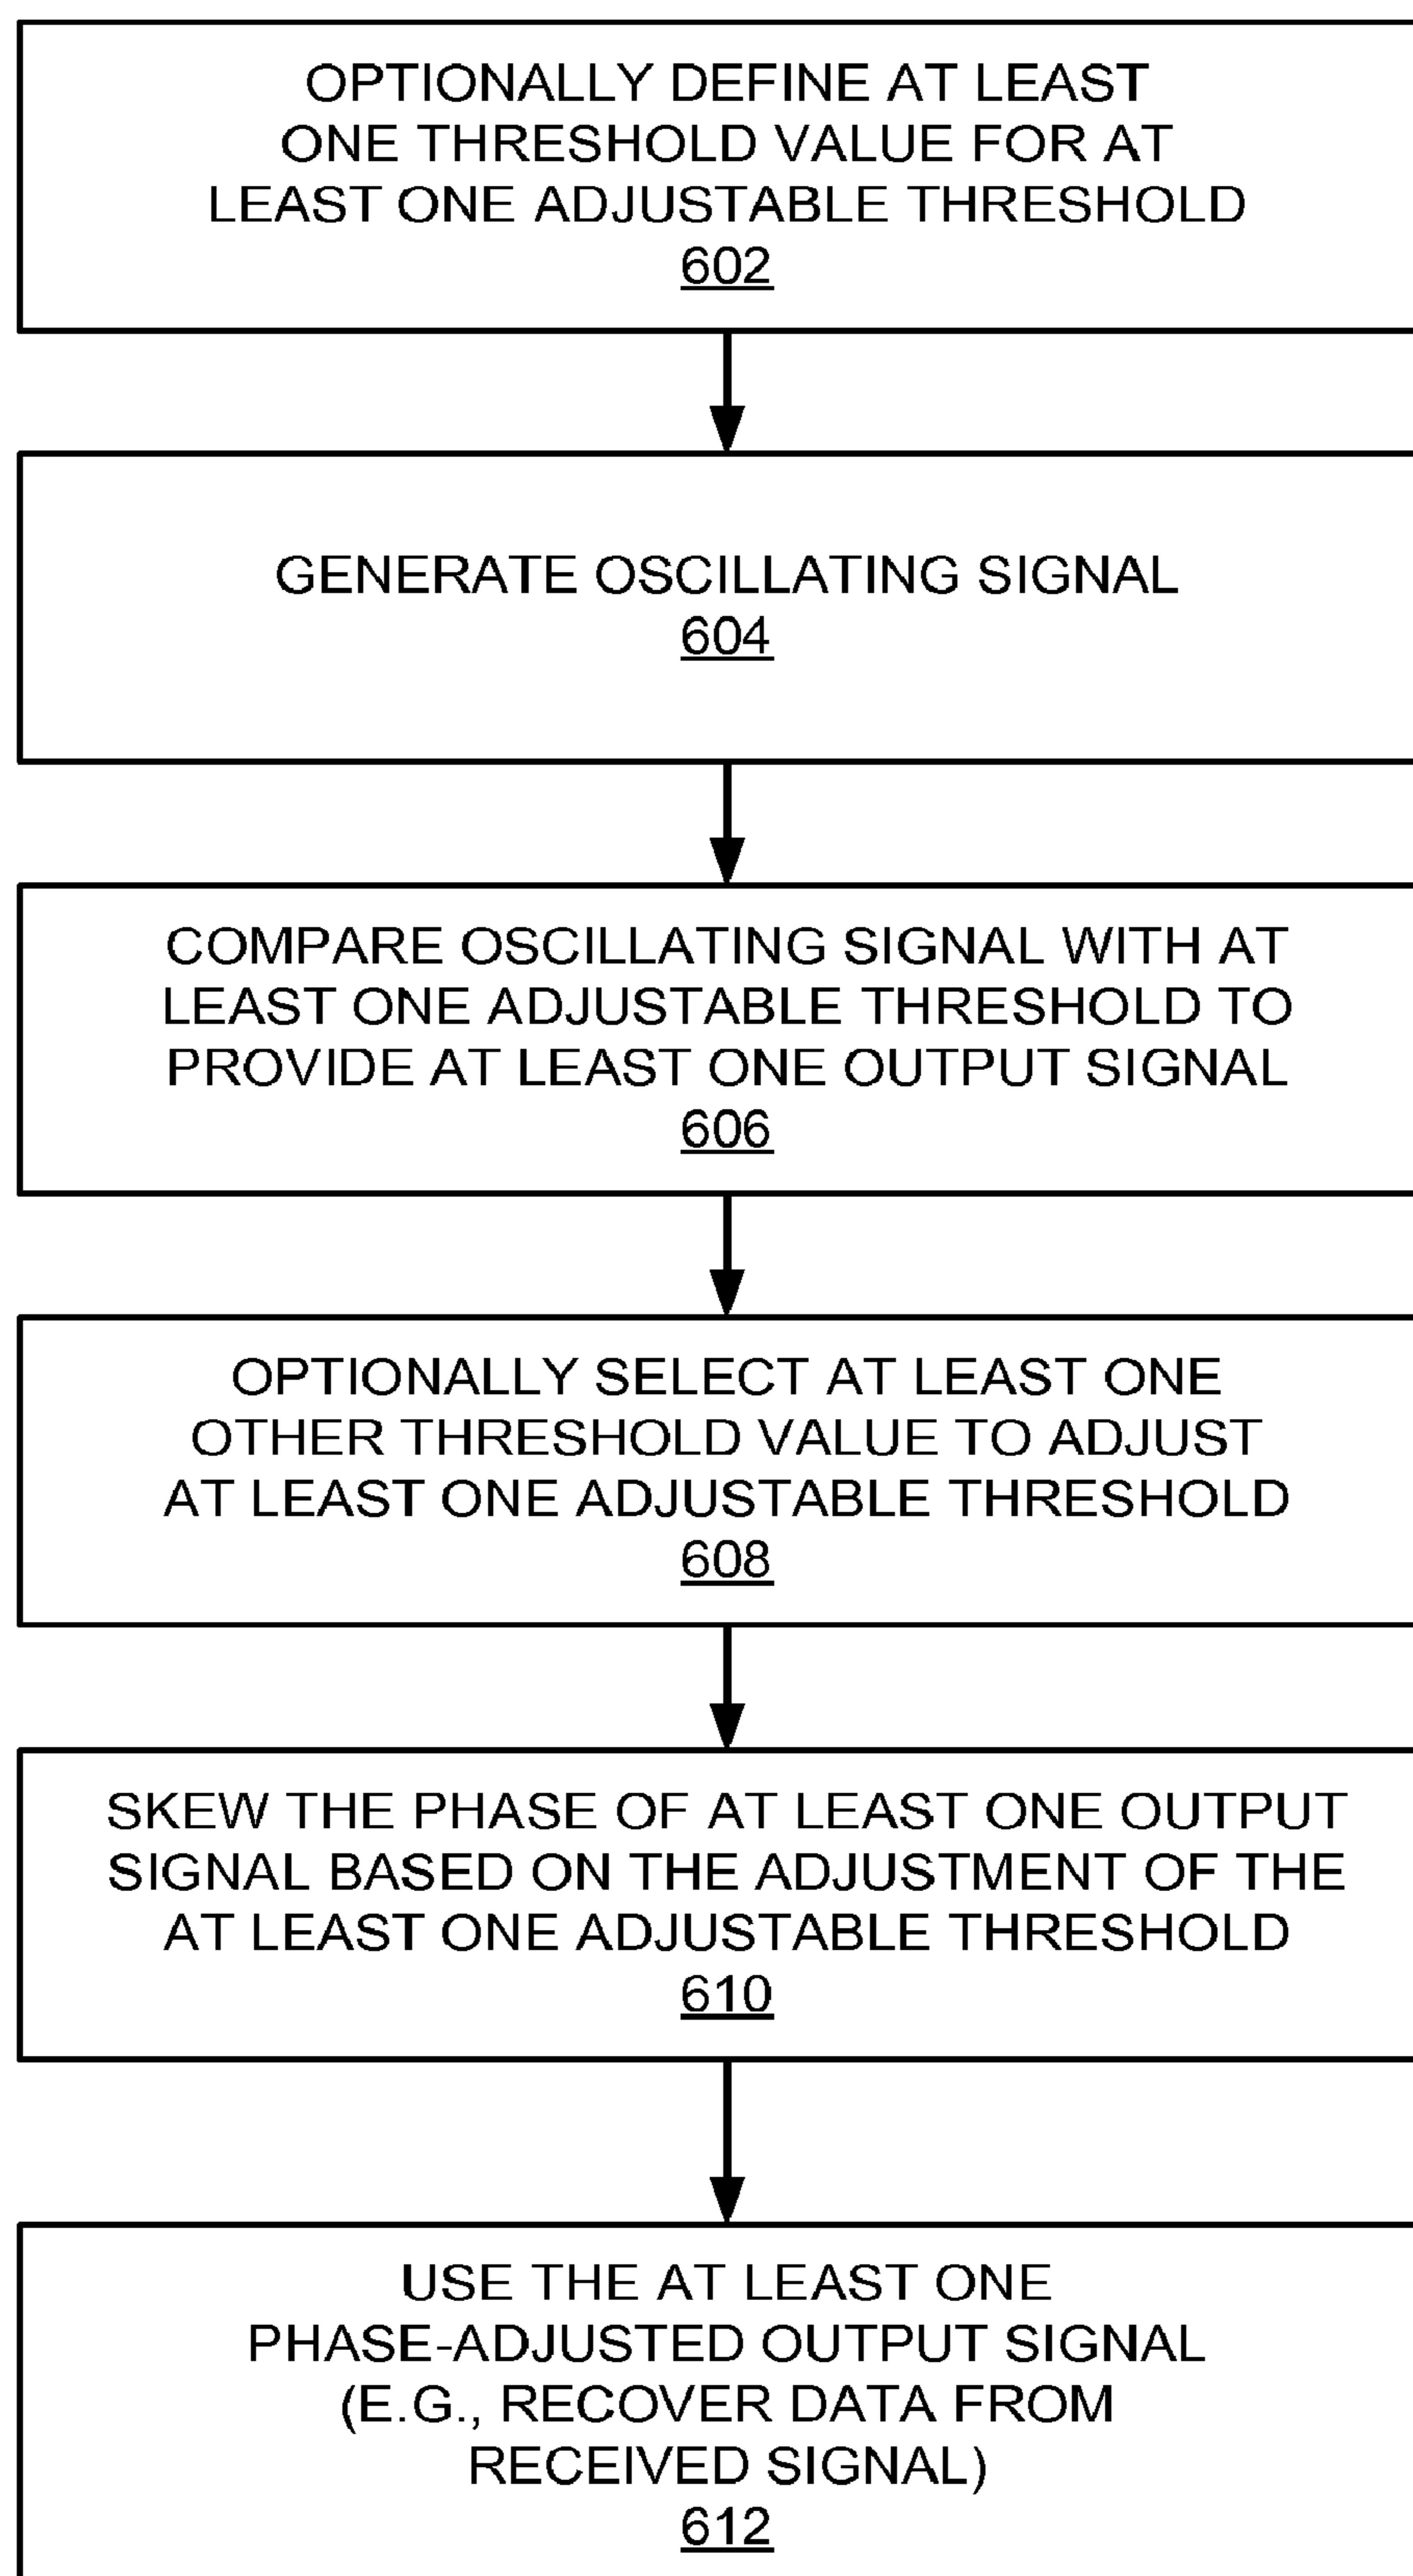 OPTIONALLY DEFINE AT LEAST
ONE THRESHOLD VALUE FOR AT
LEAST ONE ADJUSTABLE THRESHOLD
602
GENERATE OSCILLATING SIGNAL
604
COMPARE OSCILLATING SIGNAL WITH AT
LEAST ONE ADJUSTABLE THRESHOLD TO
PROVIDE AT LEAST ONE OUTPUT SIGNAL
606
OPTIONALLY SELECT AT LEAST ONE
OTHER THRESHOLD VALUE TO ADJUST
AT LEAST ONE ADJUSTABLE THRESHOLD
608
SKEW THE PHASE OF AT LEAST ONE OUTPUT
SIGNAL BASED ON THE ADJUSTMENT OF THE
AT LEAST ONE ADJUSTABLE THRESHOLD
610
USE THE AT LEAST ONE
PHASE-ADJUSTED OUTPUT SIGNAL
(E.G., RECOVER DATA FROM
RECEIVED SIGNAL)
612